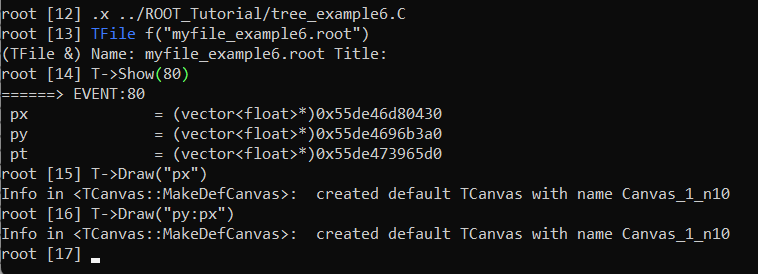 root [12] .x ../ROOT_Tutorial/tree_example6.C
root [13] TFile f("myfile_example6.root")
(TFile &) Name: myfile_example6.root Title:
root [14] T->Show(80)
======> EVENT:80
 px              = (vector<float>*)0x55de46d80430
 py              = (vector<float>*)0x55de4696b3a0
 pt              = (vector<float>*)0x55de473965d0
root [15] T->Draw("px")
Info in <TCanvas::MakeDefCanvas>:  created default TCanvas with name Canvas_1_n10
root [16] T->Draw("py:px")
Info in <TCanvas::MakeDefCanvas>:  created default TCanvas with name Canvas_1_n10
root [17]